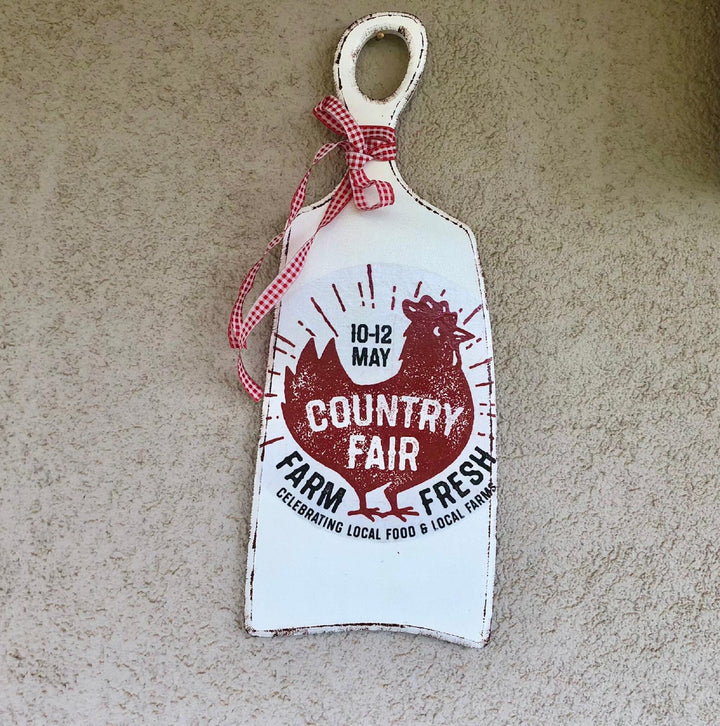 10-12
MAY
COUNTRY
FAIR
FARM FRESH
CELEBRATING LOCAL FOOD & LOCAL FARMS